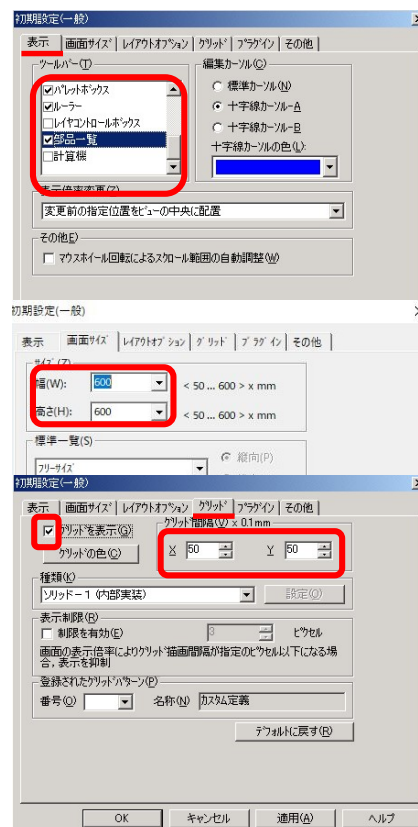 初期設定(一般)
表示 画面サイズ レイアウトオプション グリッド プラグイン その他
ツールバー(T)
パレットボックス
ルーラー
レイヤコントロールボックス
部品一覧
計算機
編集カーソル(C)
標準カーソル(N)
十字線カーソル-A
十字線カーソル-B
十字線カーソルの色(L):
表示倍率変更(Z)
変更前の指定位置をビューの中央に配置
その他E)
マウスホイール回転によるスクロール範囲の自動調整(W)
初期設定(一般)
表示 画面サイズ レイアウトオプション グリッド プラグイン その他
サイズ(Z)
幅(W): 600 < 50 ... 600 > x mm
高さ(H): 600 < 50 ... 600 > x mm
標準一覧(S)
フリーサイズ
縦向(P)
初期設定(一般)
表示 画面サイズ レイアウトオプション グリッド プラグイン その他
グリッドを表示(G)
グリッドの色(C)
グリッド間隔(V) x 0.1mm
X 50 Y 50
種類(K)
ソリッド-1 (内部実装) 設定(O)
表示制限(R)
制限を有効(E) 3 ピクセル
画面の表示倍率によりグリッド描画間隔が指定のピクセル以下になる場
合, 表示を抑制
登録されたグリッドパターン(P)
番号(O) 名称(N) カスタム定義
デフォルトに戻す(R)
OK キャンセル 適用(A) ヘルプ